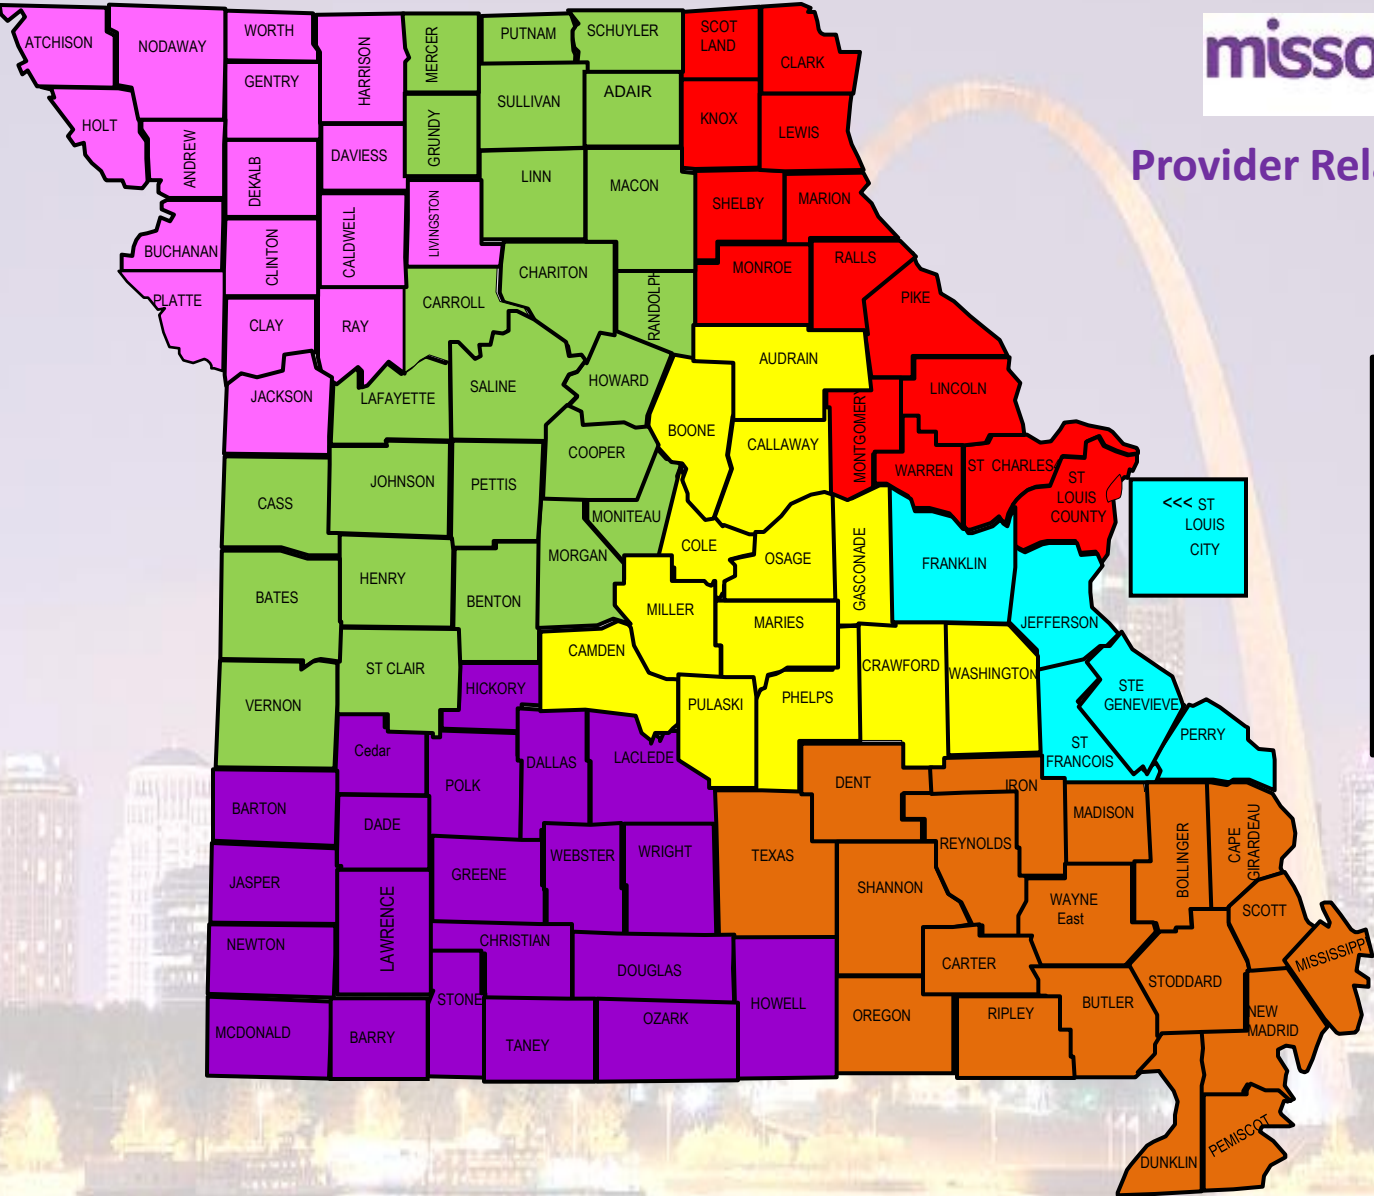 misso
Provider Rel
ATCHISON
NODAWAY
WORTH
HARRISON
MERCER
PUTNAM
SCHUYLER
SCOT
LAND
CLARK
GENTRY
SULLIVAN
ADAIR
HOLT
KNOX
LEWIS
ANDREW
DEKALB
DAVIESS
GRUNDY
LINN
MACON
SHELBY
MARION
BUCHANAN
CLINTON
CALDWELL
LIVINGSTON
CHARITON
MONROE
RALLS
PLATTE
CARROLL
RANDOLPH
PIKE
CLAY
RAY
AUDRAIN
JACKSON
LAFAYETTE
SALINE
HOWARD
LINCOLN
BOONE
CALLAWAY
MONTGOMERY
COOPER
WARREN
ST CHARLES
ST
LOUIS
COUNTY
<<< ST
LOUIS
CITY
CASS
JOHNSON
PETTIS
MONITEAU
COLE
OSAGE
GASCONADE
FRANKLIN
MORGAN
BATES
HENRY
BENTON
MILLER
MARIES
JEFFERSON
CAMDEN
ST CLAIR
CRAWFORD
WASHINGTON
VERNON
HICKORY
PULASKI
PHELPS
STE
GENEVIEVE
PERRY
ST
FRANCOIS
Cedar
DALLAS
LACLEDE
POLK
DENT
IRON
BARTON
DADE
MADISON
REYNOLDS
BOLLINGER
CAPE
GIRARDEAU
WEBSTER
WRIGHT
TEXAS
JASPER
GREENE
SHANNON
WAYNE
East
SCOTT
NEWTON
LAWRENCE
CHRISTIAN
DOUGLAS
CARTER
MISSISSIPP
STODDARD
STONE
HOWELL
OZARK
OREGON
RIPLEY
BUTLER
NEW
MADRID
MCDONALD
BARRY
TANEY
PEMISCOT
DUNKLIN